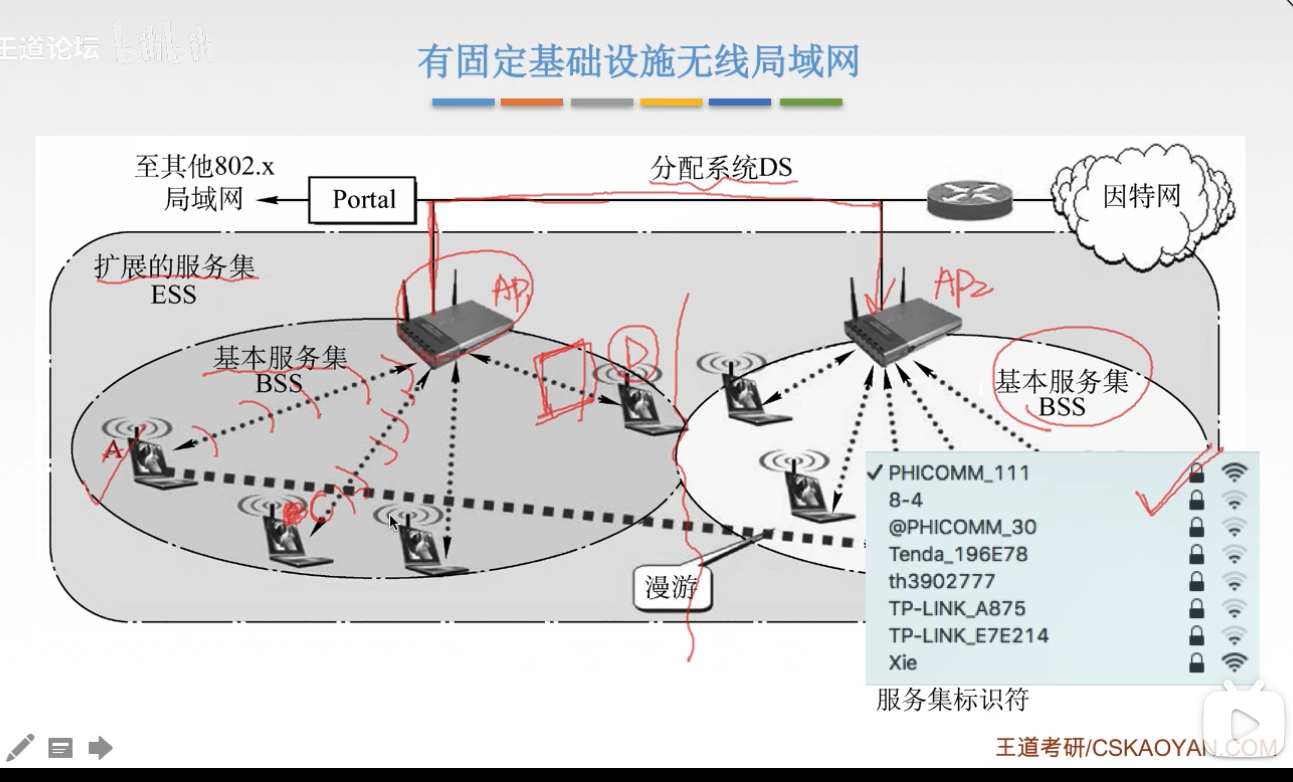 王道论坛 bilibili
有固定基础设施无线局域网
至其他802.x
局域网
Portal
分配系统DS
因特网
扩展的服务集
ESS
AP1
AP2
基本服务集
BSS
D
基本服务集
BSS
A
C
漫游
PHICOMM_111
8-4
@PHICOMM_30
Tenda_196E78
th3902777
TP-LINK_A875
TP-LINK_E7E214
Xie
服务集标识符
王道考研/CSKAOYAN.COM